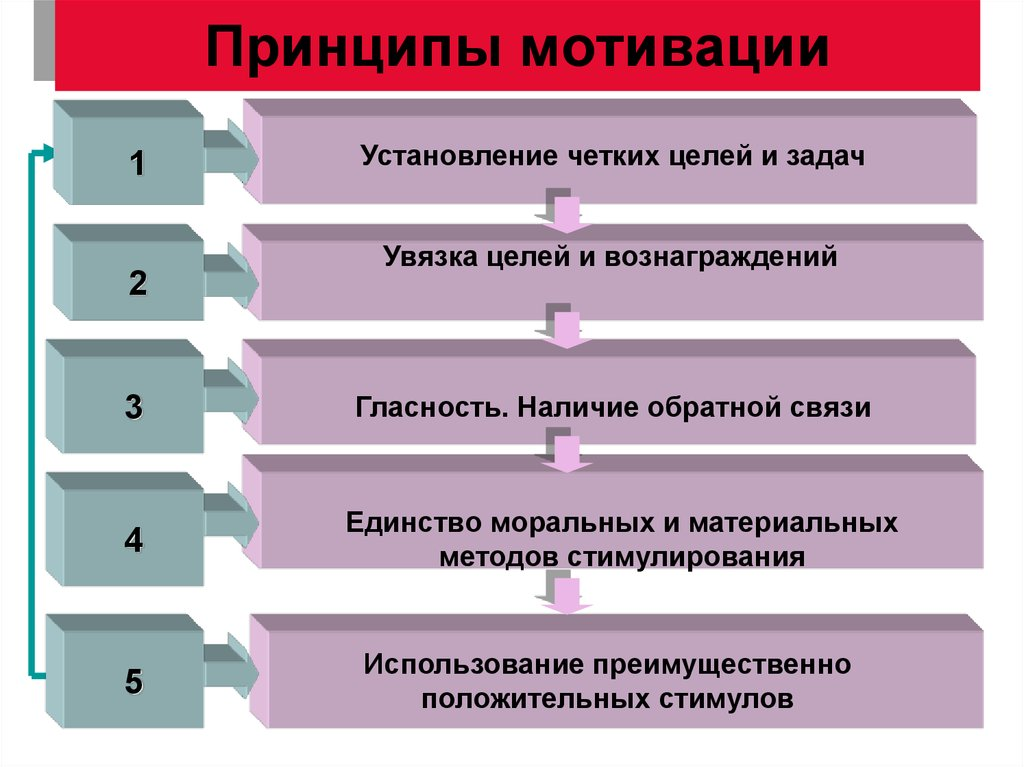 Принципы мотивации
1
Установление четких целей и задач
2
Увязка целей и вознаграждений
3
Гласность. Наличие обратной связи
4
Единство моральных и материальных
методов стимулирования
5
Использование преимущественно
положительных стимулов